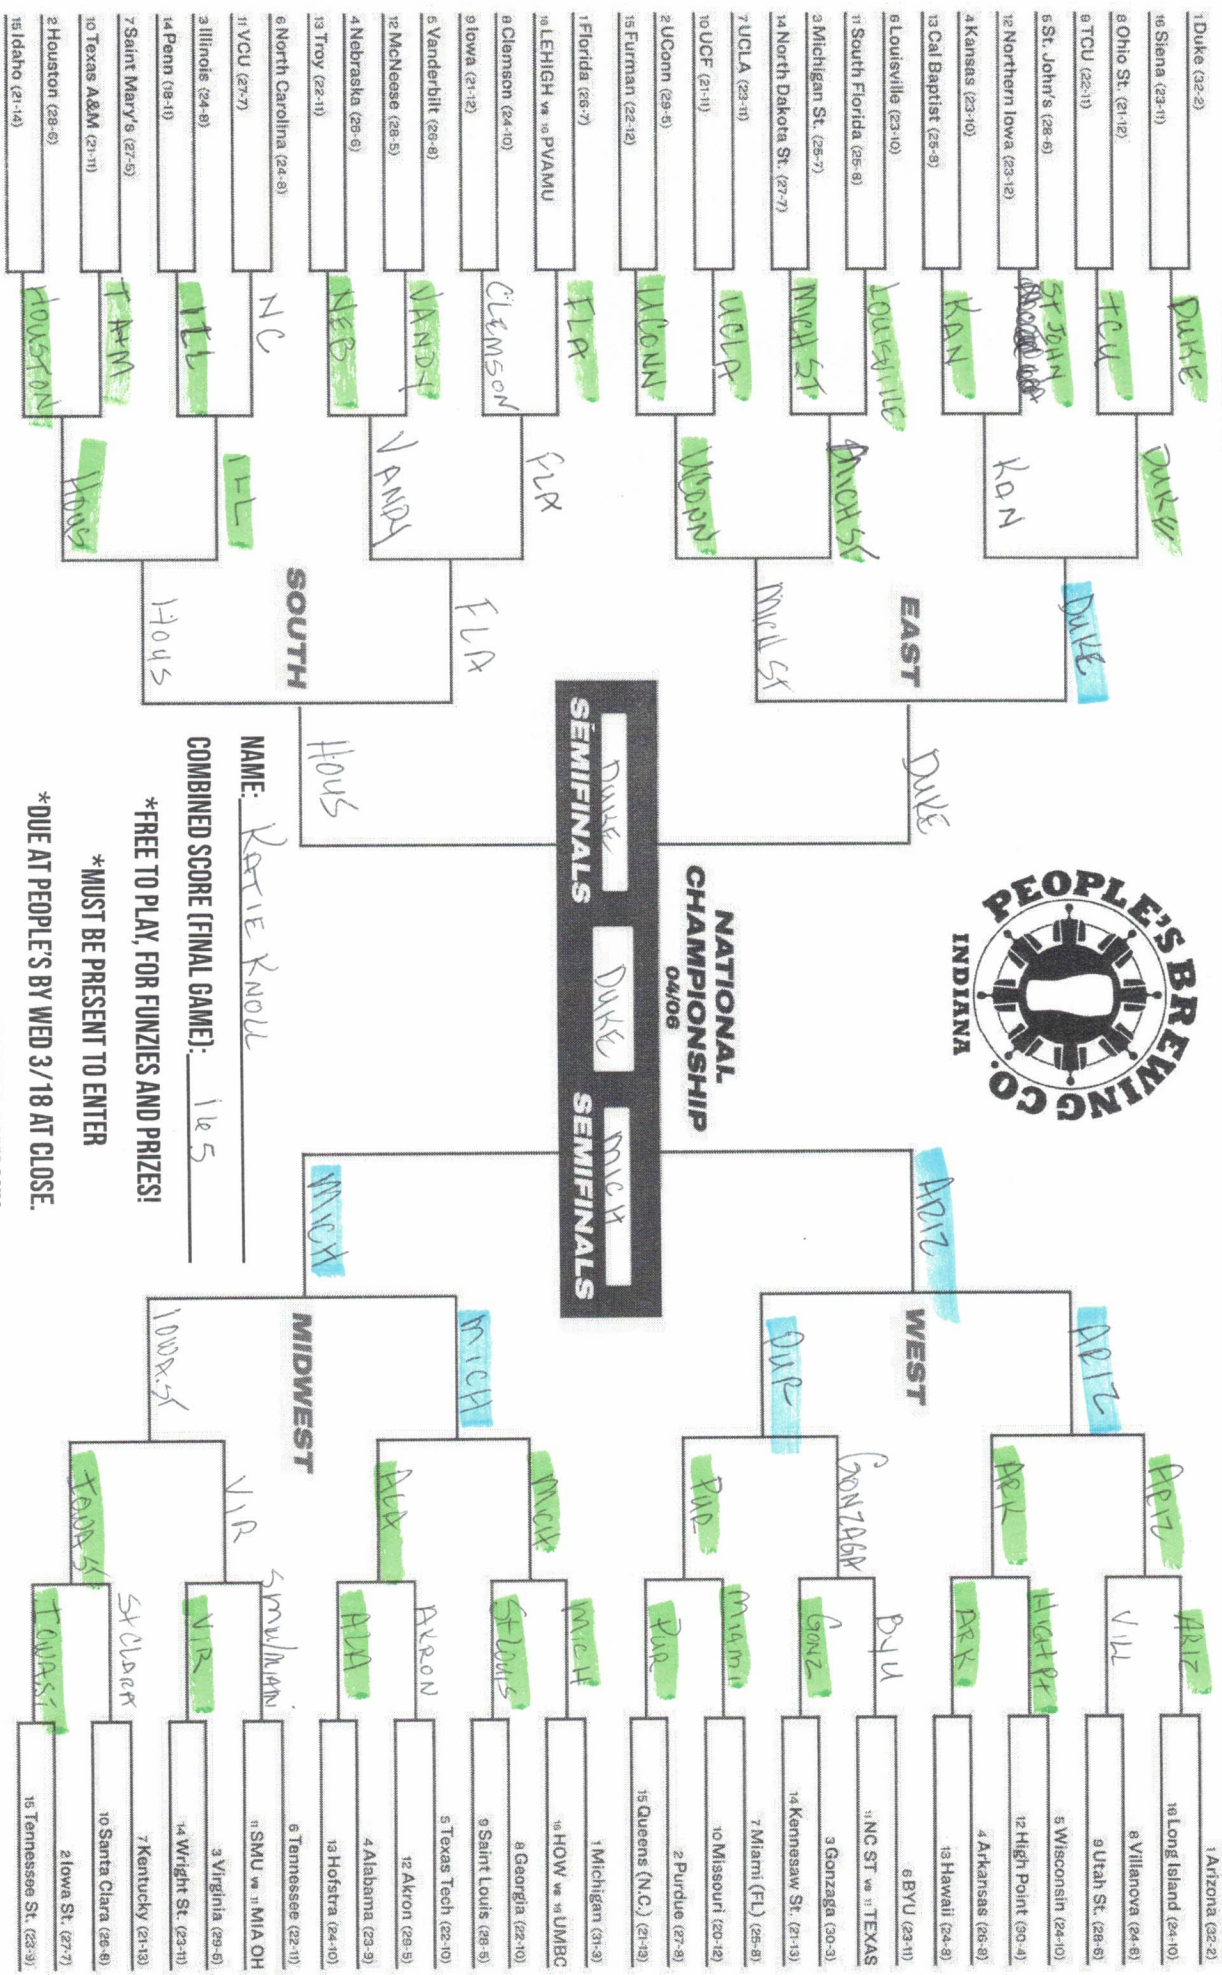 1 Duke (32-2)
16 Siena (23-11)
8 Ohio St. (21-12)
9 TCU (22-11)
5 St. John's (28-6)
12 Northern Iowa (23-12)
4 Kansas (23-10)
13 Cal Baptist (25-8)
6 Louisville (23-10)
11 South Florida (25-8)
3 Michigan St. (25-7)
14 North Dakota St. (27-7)
7 UCLA (23-11)
10 UCF (21-11)
2 UConn (29-5)
15 Furman (22-12)
1 Florida (26-7)
16 LEHIGH vs 16 PVAMU
8 Clemson (24-10)
9 Iowa (21-12)
5 Vanderbilt (26-8)
12 McNeese (28-5)
4 Nebraska (26-6)
13 Troy (22-11)
6 North Carolina (24-8)
11 VCU (27-7)
3 Illinois (24-8)
14 Penn (18-11)
7 Saint Mary's (27-5)
10 Texas A&M (21-11)
2 Houston (28-6)
15 Idaho (21-14)
DUKE
TCU
ST JOHN
KAN
LOUISVILLE
MICH ST
UCLA
UCONN
FLA
CLEMSON
VANDY
NEB
NC
ILL
TAM
HOUSTON
DUKE
KAN
MICH ST
UCONN
FLA
VANDY
ILL
HOUS
DUKE
MICH ST
FLA
HOUS
EAST
SOUTH
DUKE
HOUS
PEOPLE'S BREWING CO.
INDIANA
NATIONAL
CHAMPIONSHIP
04/06
SEMIFINALS
DUKE
DUKE
MICH
SEMIFINALS
NAME: KATIE KNOLL
COMBINED SCORE (FINAL GAME): 165
*FREE TO PLAY, FOR FUNZIES AND PRIZES!
*MUST BE PRESENT TO ENTER
*DUE AT PEOPLE'S BY WED 3/18 AT CLOSE.
ARIZ
MICH
WEST
MIDWEST
ARIZ
PUR
MICH
IOWA ST
ARIZ
ARK
GONZAGA
PUR
MICH
ALA
VIR
IOWA ST
ARIZ
VILL
HIGH PT
ARK
BYU
GONZ
MIAMI
PUR
MICH
ST LOUIS
AKRON
ALA
SMU/MIAMI
VIR
ST CLARA
IOWA ST
1 Arizona (32-2)
16 Long Island (24-10)
8 Villanova (24-8)
9 Utah St. (28-6)
5 Wisconsin (24-10)
12 High Point (30-4)
4 Arkansas (26-8)
13 Hawaii (24-8)
6 BYU (23-11)
11 NC ST vs 11 TEXAS
3 Gonzaga (30-3)
14 Kennesaw St. (21-13)
7 Miami (FL) (25-8)
10 Missouri (20-12)
2 Purdue (27-8)
15 Queens (N.C.) (21-13)
1 Michigan (31-3)
16 HOW vs 16 UMBC
8 Georgia (22-10)
9 Saint Louis (28-5)
5 Texas Tech (22-10)
12 Akron (29-5)
4 Alabama (23-9)
13 Hofstra (24-10)
6 Tennessee (22-11)
11 SMU vs 11 MIA OH
3 Virginia (29-5)
14 Wright St. (23-11)
7 Kentucky (21-13)
10 Santa Clara (26-8)
2 Iowa St. (27-7)
15 Tennessee St. (23-9)